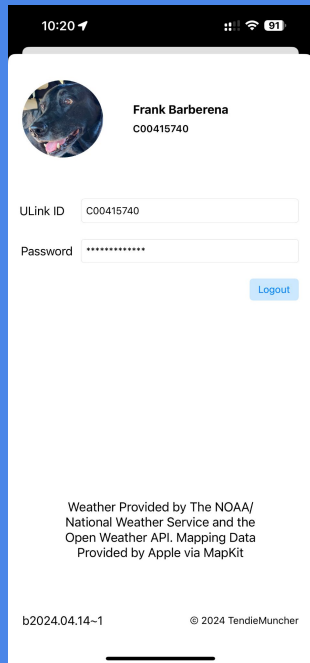 10:20
91
Frank Barberena
C00415740
ULink ID C00415740
Password *************
Logout
Weather Provided by The NOAA/
National Weather Service and the
Open Weather API. Mapping Data
Provided by Apple via MapKit
b2024.04.14~1 © 2024 TendieMuncher